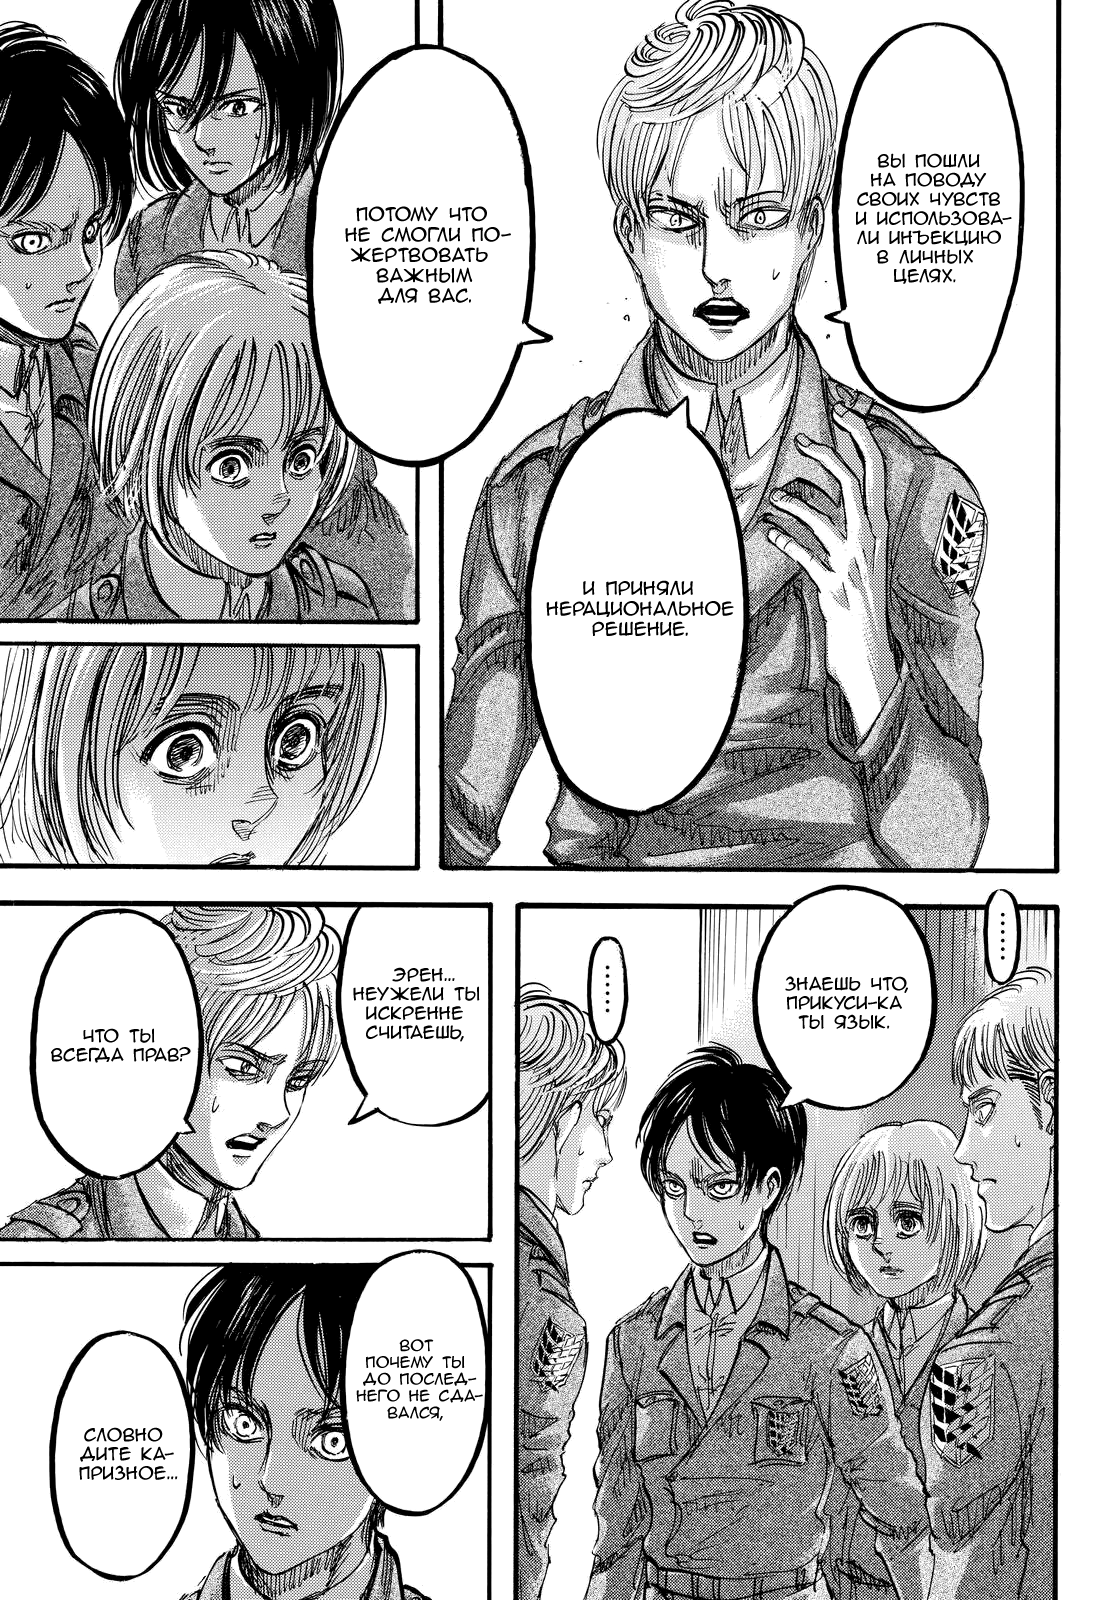 ВЫ ПОШЛИ
НА ПОВОДУ
СВОИХ ЧУВСТВ
И ИСПОЛЬЗОВА-
ЛИ ИНЪЕКЦИЮ
В ЛИЧНЫХ
ЦЕЛЯХ.
И ПРИНЯЛИ
НЕРАЦИОНАЛЬНОЕ
РЕШЕНИЕ.
ПОТОМУ ЧТО
НЕ СМОГЛИ ПО-
ЖЕРТВОВАТЬ
ВАЖНЫМ
ДЛЯ ВАС.
........
ЗНАЕШЬ ЧТО,
ПРИКУСИ-КА
ТЫ ЯЗЫК.
........
ЭРЕН...
НЕУЖЕЛИ ТЫ
ИСКРЕННЕ
СЧИТАЕШЬ,
ЧТО ТЫ
ВСЕГДА ПРАВ?
ВОТ
ПОЧЕМУ ТЫ
ДО ПОСЛЕД-
НЕГО НЕ СДА-
ВАЛСЯ,
СЛОВНО
ДИТЕ КА-
ПРИЗНОЕ...